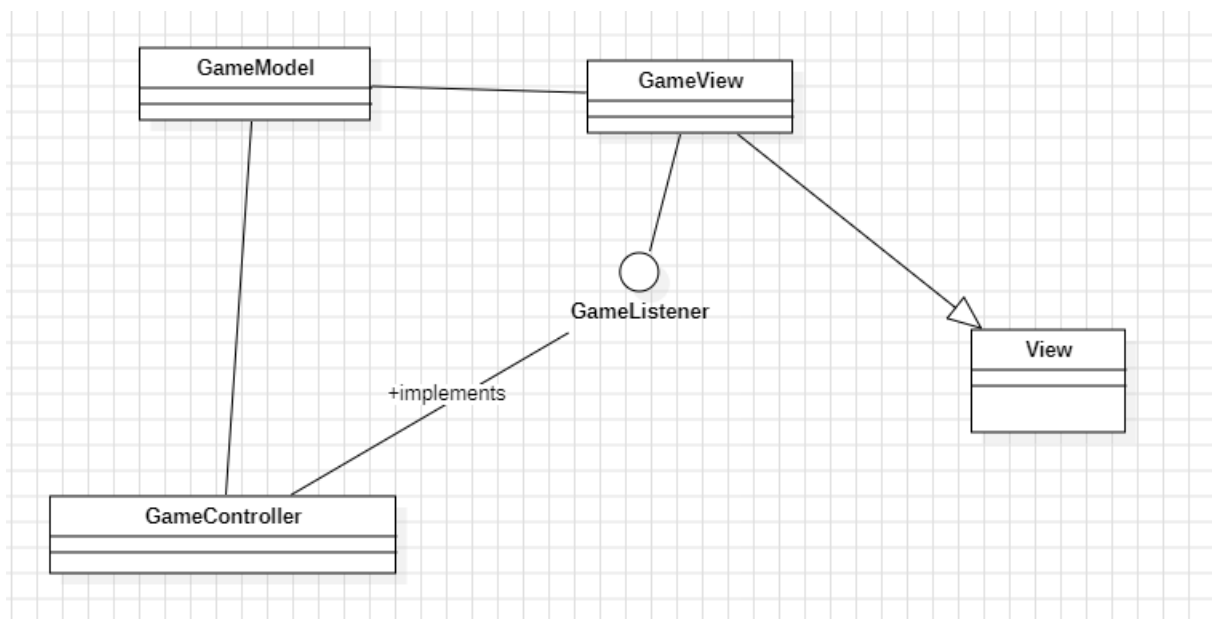 GameModel
GameView
GameListener
View
+implements
GameController